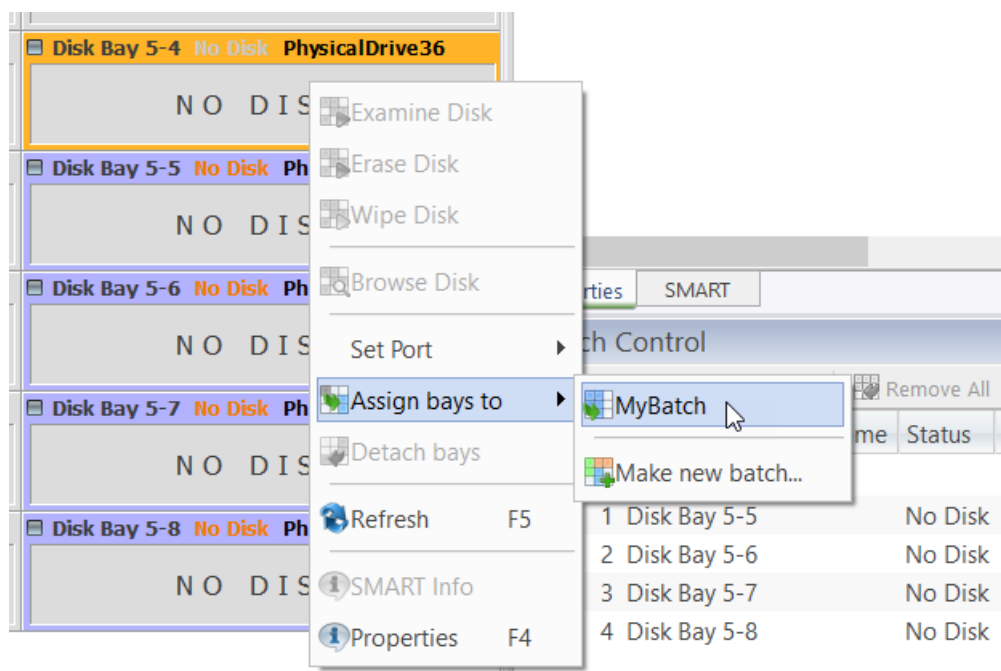 Disk Bay 5-4 No Disk PhysicalDrive36
NO DIS
Disk Bay 5-5 No Disk Ph
NO DIS
Disk Bay 5-6 No Disk Ph
NO DIS
Disk Bay 5-7 No Disk Ph
NO DIS
Disk Bay 5-8 No Disk Ph
NO DIS
Examine Disk
Erase Disk
Wipe Disk
Browse Disk
Set Port
Assign bays to
Detach bays
Refresh F5
SMART Info
Properties F4
MyBatch
Make new batch...
rties SMART
ch Control
Remove All
me Status
1 Disk Bay 5-5 No Disk
2 Disk Bay 5-6 No Disk
3 Disk Bay 5-7 No Disk
4 Disk Bay 5-8 No Disk